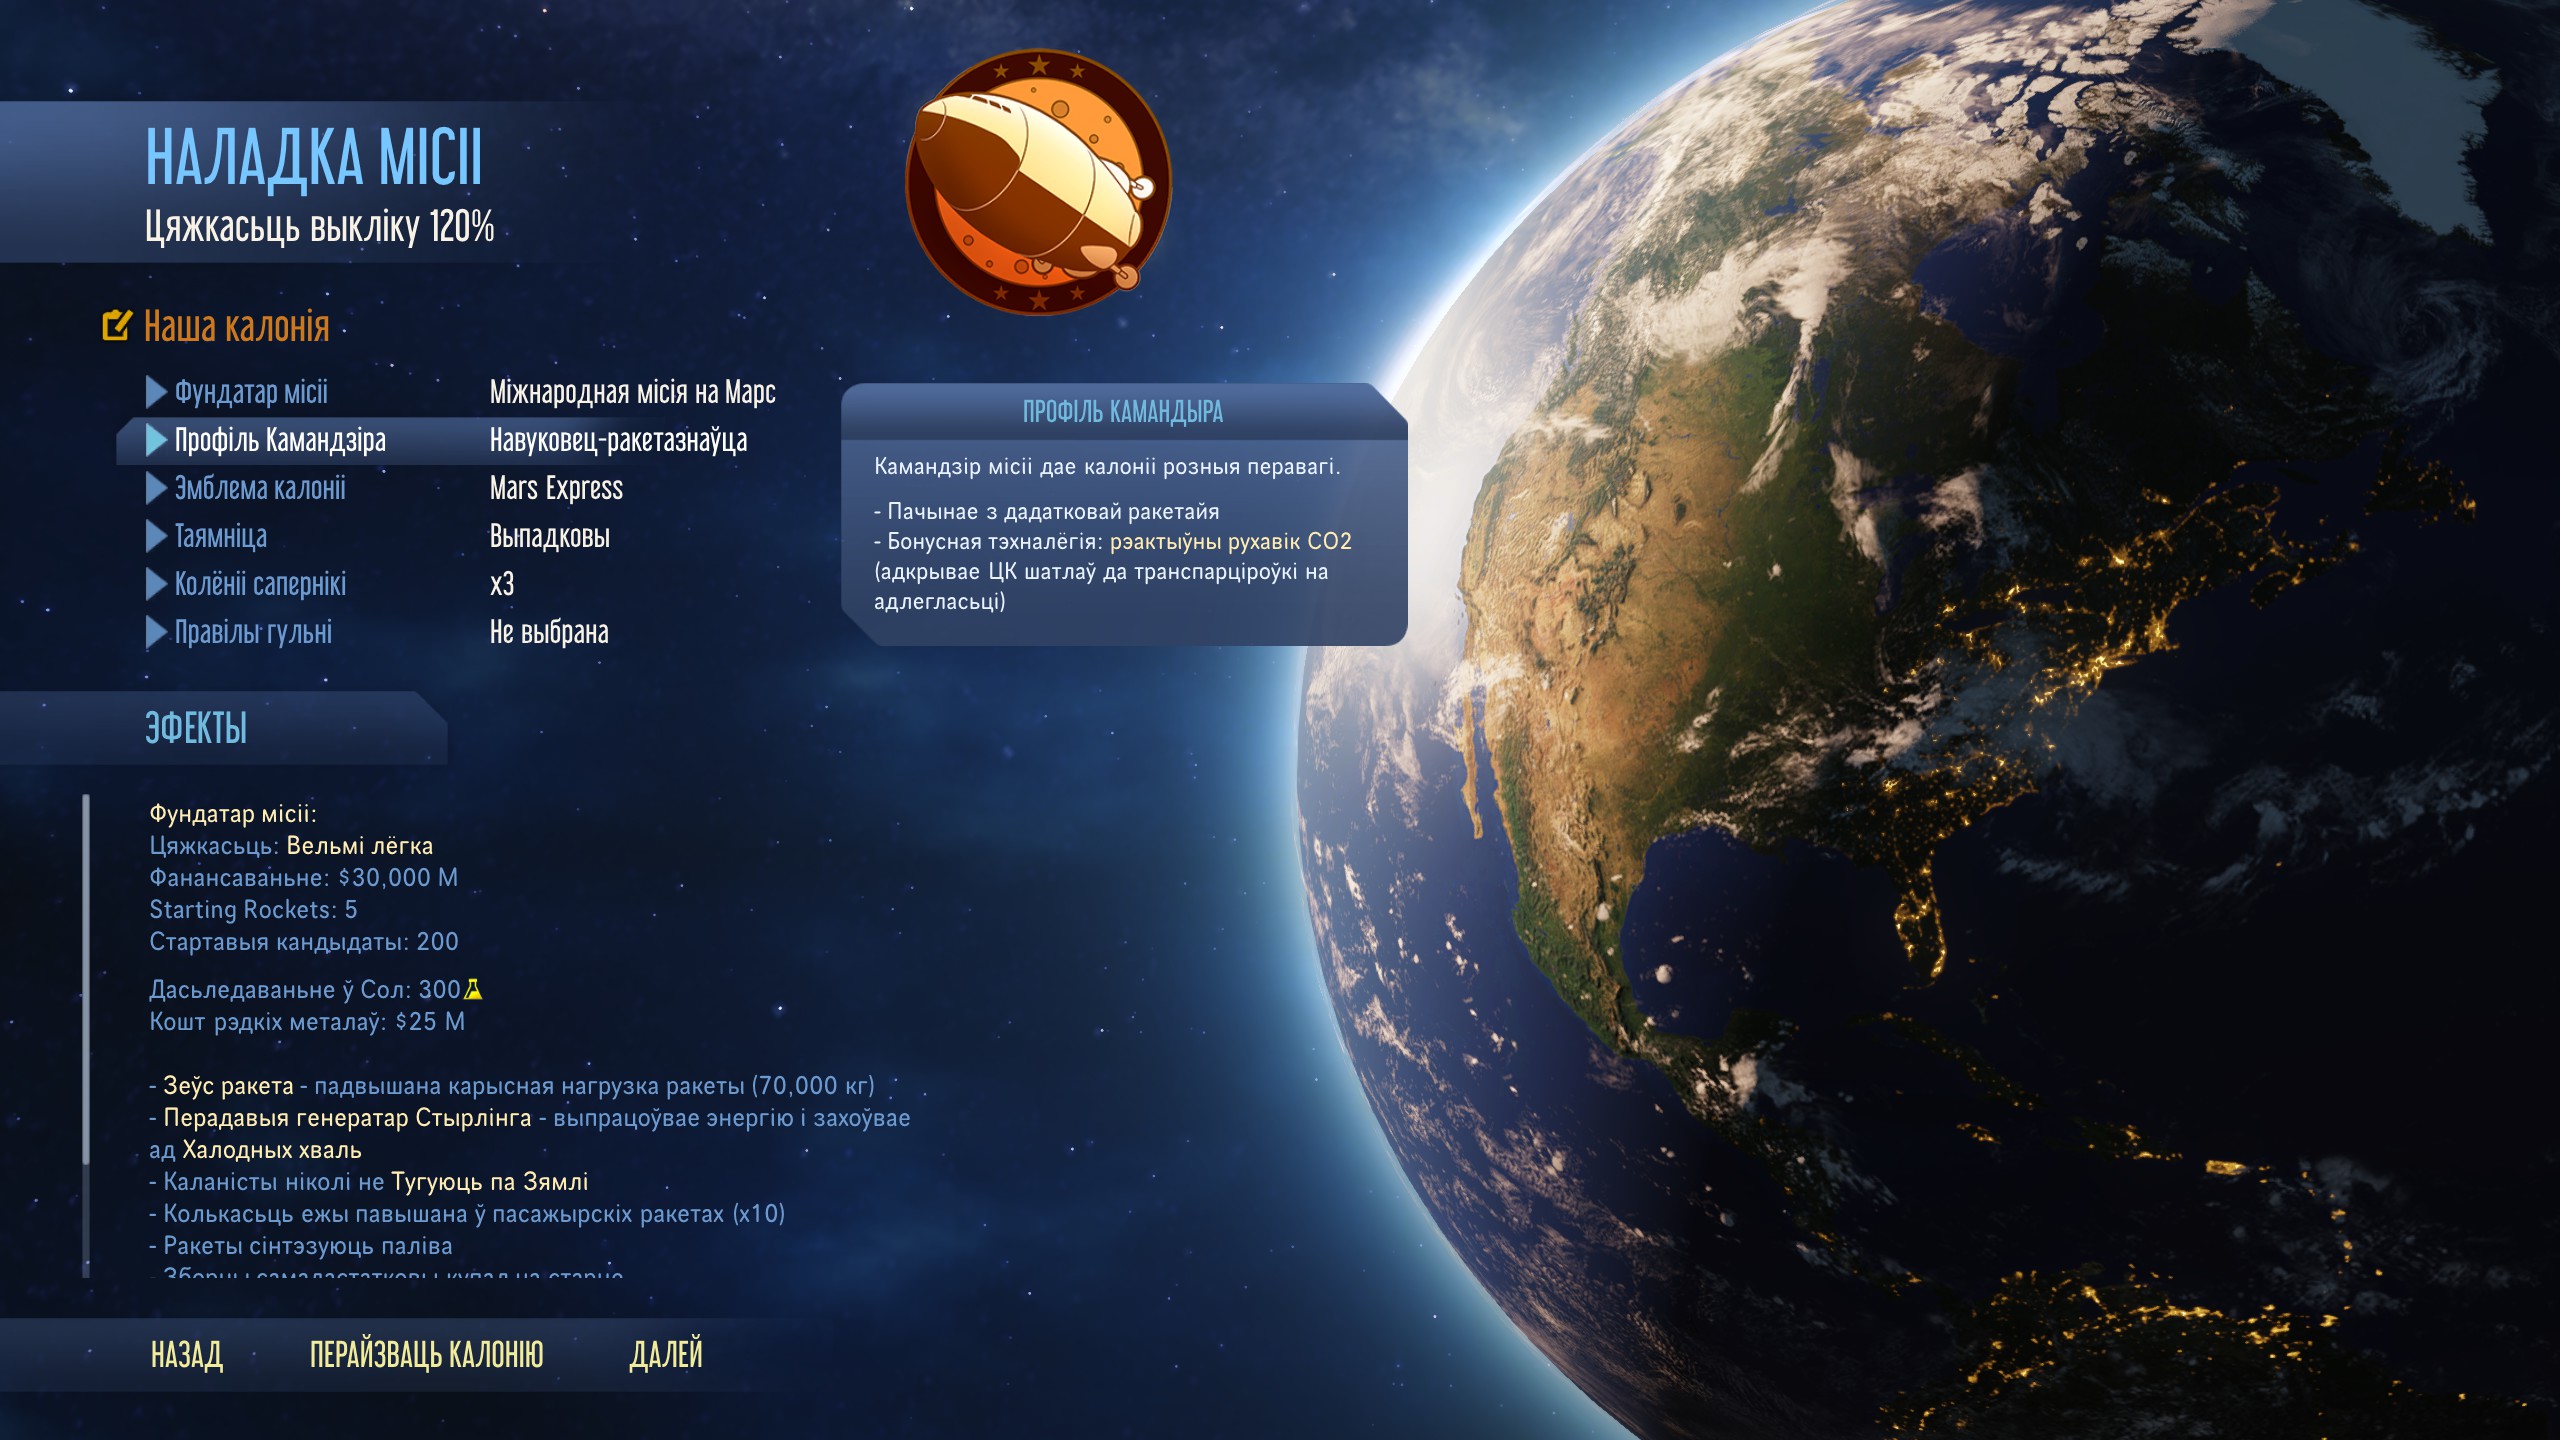 НАЛАДКА МІСІІ
Цяжкасьць выкліку 120%
Наша калонія
Фундатар місіі Міжнародная місія на Марс
Профіль Камандзіра Навуковец-ракетазнаўца
Эмблема калоніі Mars Express
Таямніца Выпадковы
Колёніі сапернікі x3
Правілы гульні Не выбрана
ПРОФІЛЬ КАМАНДЫРА
Камандзір місіі дае калоніі розныя перавагі.
- Пачынае з дадатковай ракетайя
- Бонусная тэхналёгія: рэактыўны рухавік CO2
(адкрывае ЦК шатлаў да транспарціроўкі на
адлегласьці)
ЭФЕКТЫ
Фундатар місіі:
Цяжкасьць: Вельмі лёгка
Фанансаваньне: $30,000 M
Starting Rockets: 5
Стартавыя кандыдаты: 200
Дасьледаваньне ў Сол: 300
Кошт рэдкіх металаў: $25 M
- Зеўс ракета - падвышана карысная нагрузка ракеты (70,000 кг)
- Перадавыя генератар Стырлінга - выпрацоўвае энергію і захоўвае
ад Халодных хваль
- Каланісты ніколі не Тугуюць па Зямлі
- Колькасьць ежы павышана ў пасажырскіх ракетах (x10)
- Ракеты сінтэзуюць паліва
НАЗАД ПЕРАЙЗВАЦЬ КАЛОНІЮ ДАЛЕЙ